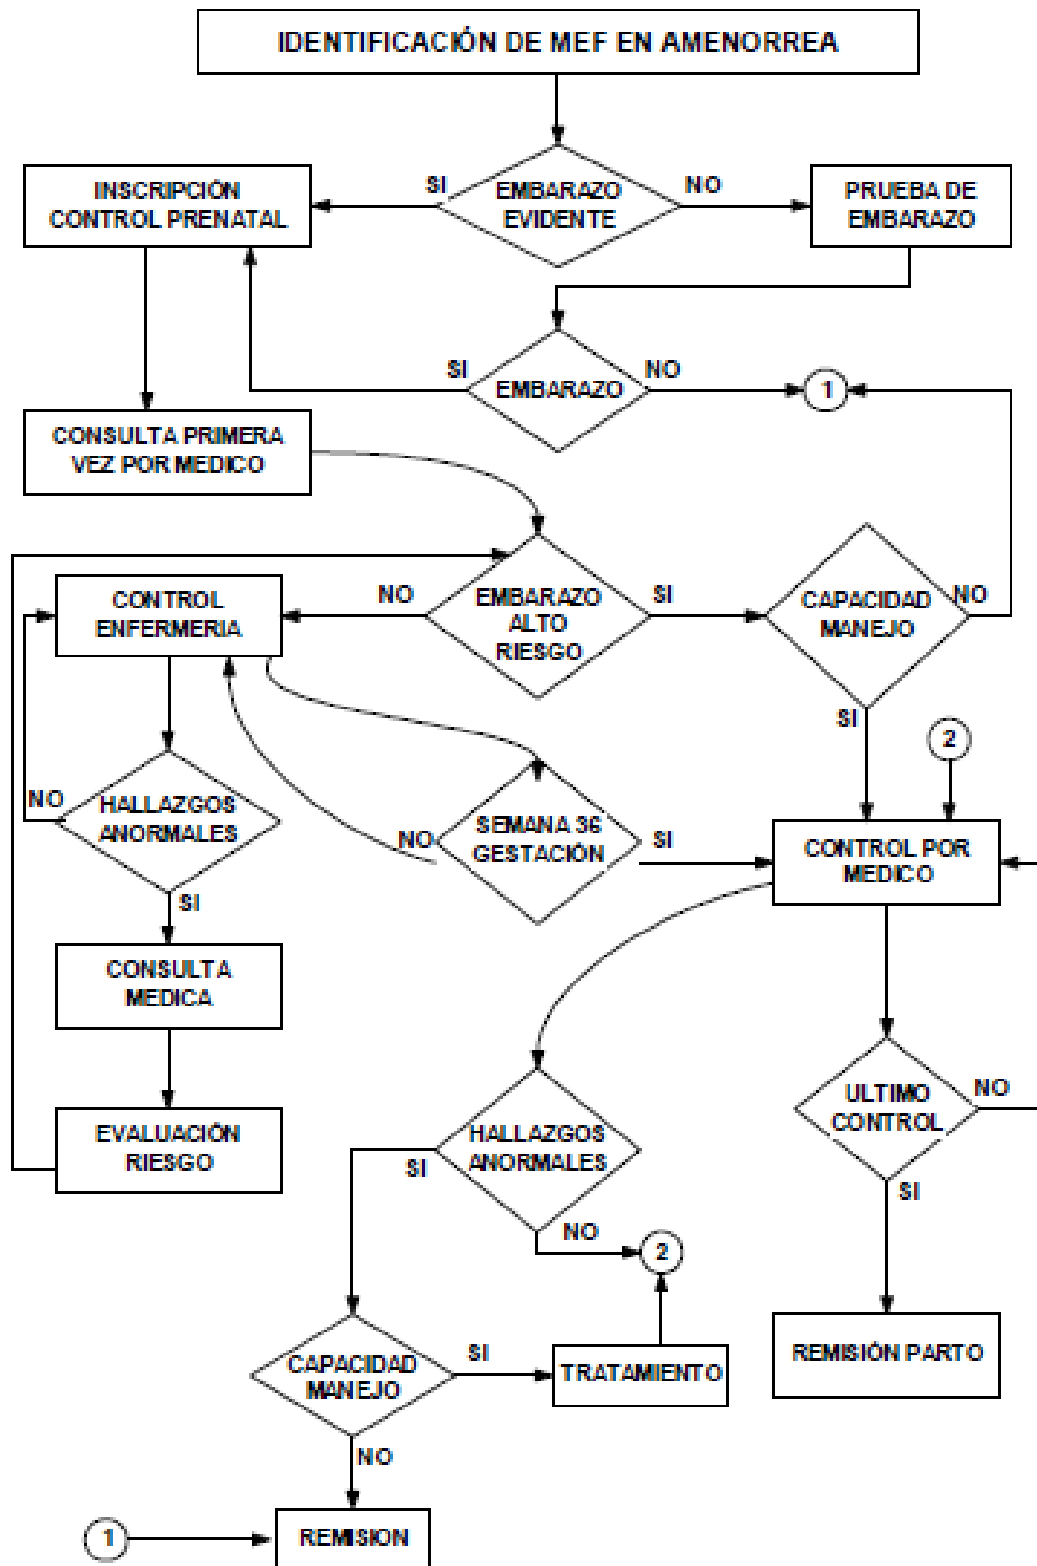 IDENTIFICACIÓN DE MEF EN AMENORREA
INSCRIPCIÓN
CONTROL PRENATAL
SI
EMBARAZO
EVIDENTE
NO
PRUEBA DE
EMBARAZO
SI
EMBARAZO
NO
1
CONSULTA PRIMERA
VEZ POR MEDICO
CONTROL
ENFERMERIA
NO
EMBARAZO
ALTO
RIESGO
SI
CAPACIDAD
MANEJO
NO
SI
2
NO
HALLAZGOS
ANORMALES
SI
NO
SEMANA 36
GESTACIÓN
SI
CONTROL POR
MEDICO
CONSULTA
MEDICA
EVALUACIÓN
RIESGO
HALLAZGOS
ANORMALES
SI
NO
2
ULTIMO
CONTROL
NO
SI
CAPACIDAD
MANEJO
SI
TRATAMIENTO
REMISIÓN PARTO
NO
1
REMISION